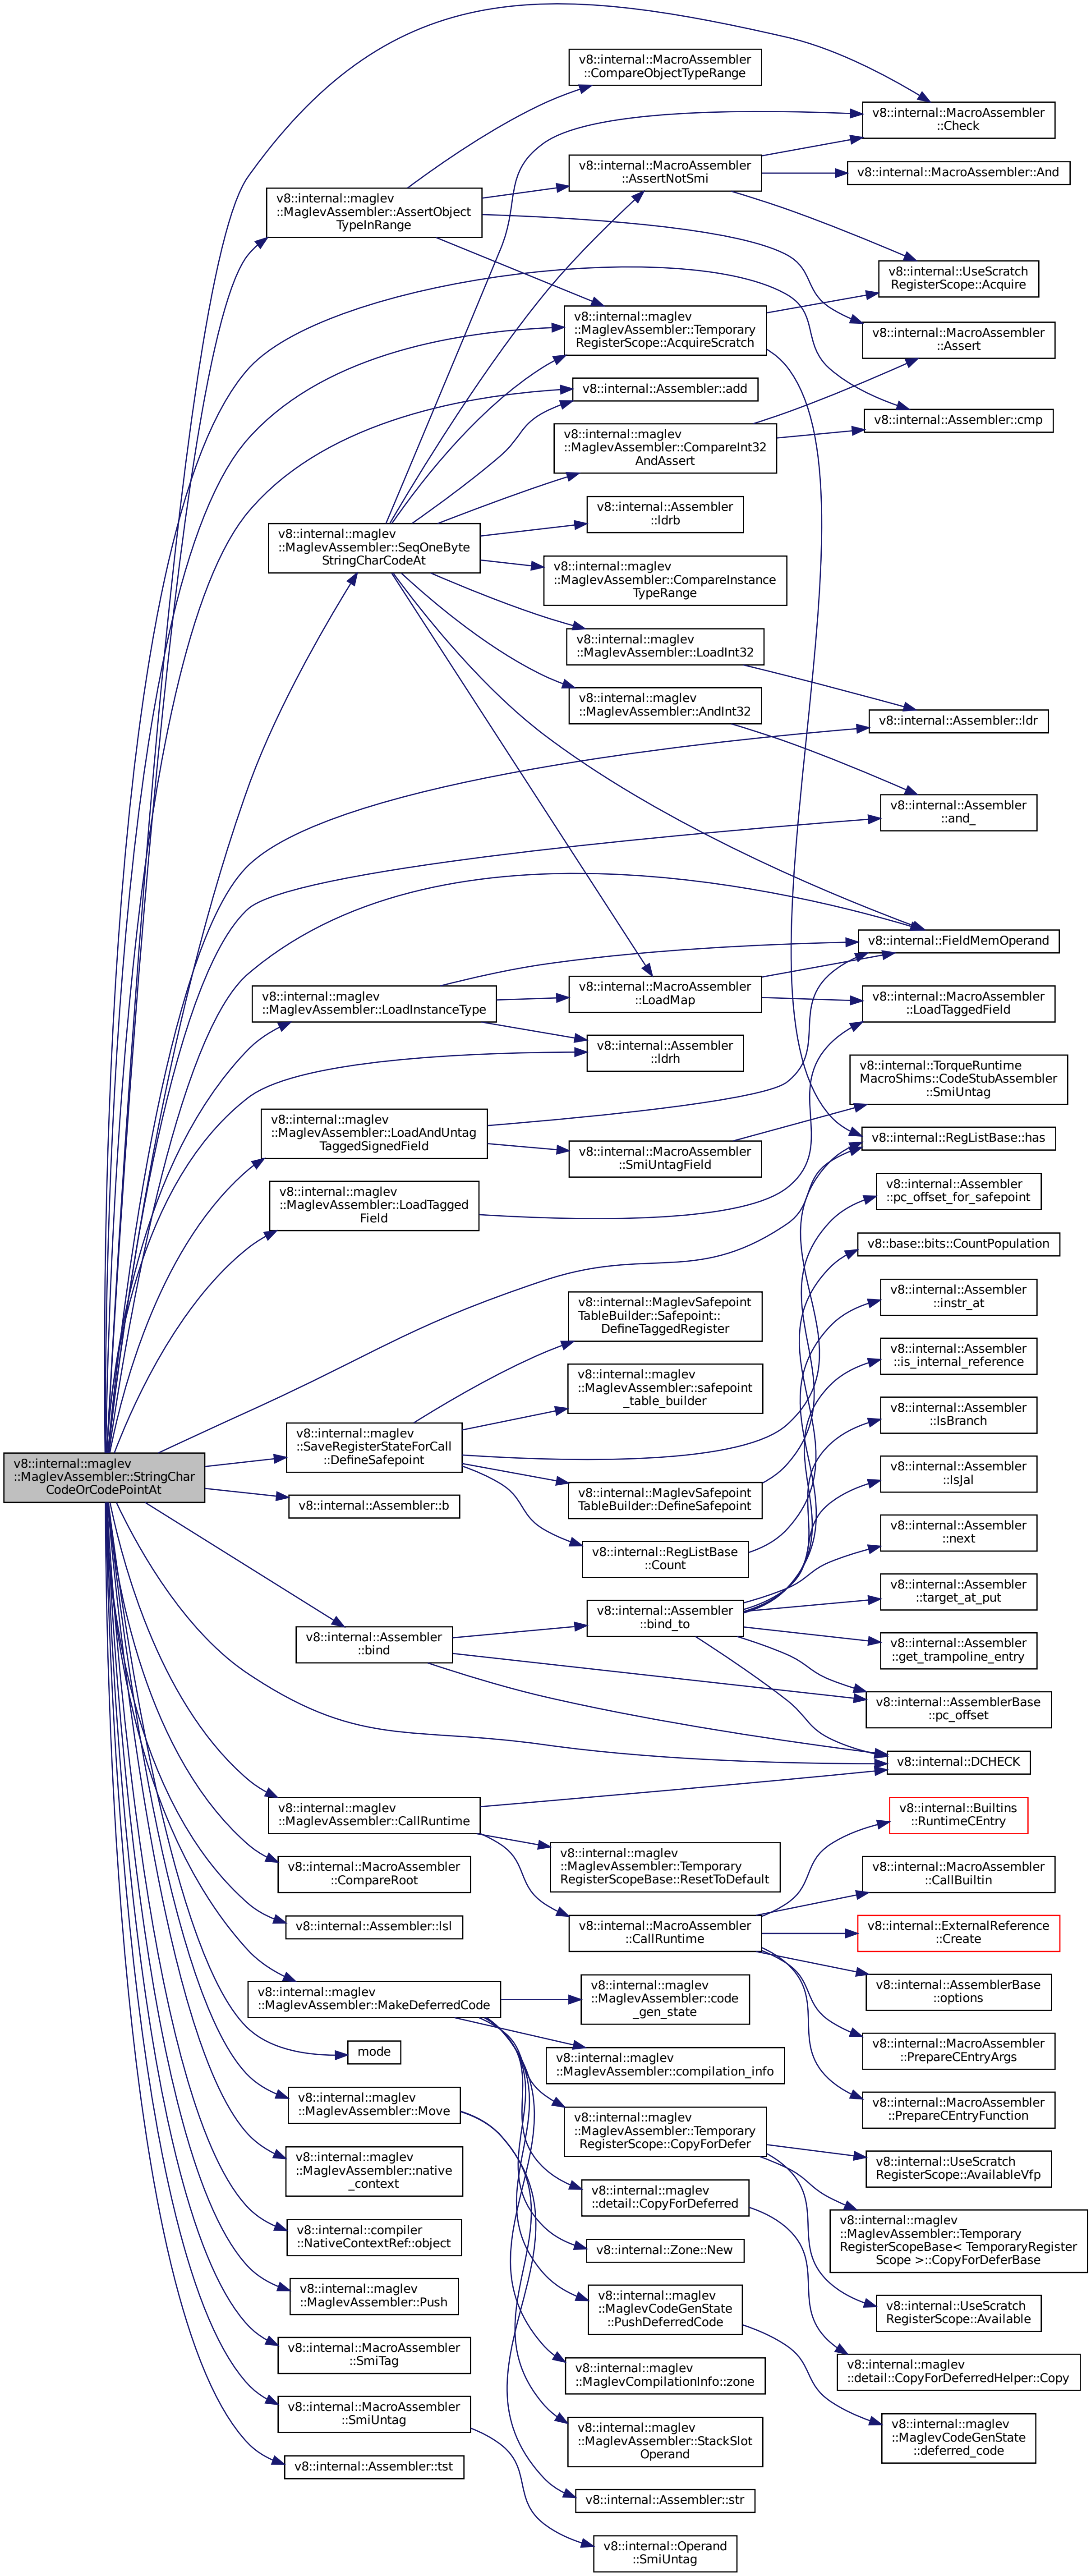 v8::internal::MacroAssembler
::CompareObjectTypeRange
v8::internal::MacroAssembler
::Check
v8::internal::MacroAssembler
::AssertNotSmi
v8::internal::MacroAssembler::And
v8::internal::maglev
::MaglevAssembler::AssertObject
TypeInRange
v8::internal::UseScratch
RegisterScope::Acquire
v8::internal::maglev
::MaglevAssembler::Temporary
RegisterScope::AcquireScratch
v8::internal::MacroAssembler
::Assert
v8::internal::Assembler::add
v8::internal::Assembler::cmp
v8::internal::maglev
::MaglevAssembler::CompareInt32
AndAssert
v8::internal::Assembler
::ldrb
v8::internal::maglev
::MaglevAssembler::SeqOneByte
StringCharCodeAt
v8::internal::maglev
::MaglevAssembler::CompareInstance
TypeRange
v8::internal::maglev
::MaglevAssembler::LoadInt32
v8::internal::maglev
::MaglevAssembler::AndInt32
v8::internal::Assembler::ldr
v8::internal::Assembler
::and_
v8::internal::FieldMemOperand
v8::internal::maglev
::MaglevAssembler::LoadInstanceType
v8::internal::MacroAssembler
::LoadMap
v8::internal::MacroAssembler
::LoadTaggedField
v8::internal::Assembler
::ldrh
v8::internal::TorqueRuntime
MacroShims::CodeStubAssembler
::SmiUntag
v8::internal::maglev
::MaglevAssembler::LoadAndUntag
TaggedSignedField
v8::internal::MacroAssembler
::SmiUntagField
v8::internal::RegListBase::has
v8::internal::maglev
::MaglevAssembler::LoadTagged
Field
v8::internal::Assembler
::pc_offset_for_safepoint
v8::base::bits::CountPopulation
v8::internal::MaglevSafepoint
TableBuilder::Safepoint::
DefineTaggedRegister
v8::internal::Assembler
::instr_at
v8::internal::Assembler
::is_internal_reference
v8::internal::maglev
::MaglevAssembler::safepoint
_table_builder
v8::internal::Assembler
::IsBranch
v8::internal::maglev
::SaveRegisterStateForCall
::DefineSafepoint
v8::internal::maglev
::MaglevAssembler::StringChar
CodeOrCodePointAt
v8::internal::Assembler
::IsJal
v8::internal::MaglevSafepoint
TableBuilder::DefineSafepoint
v8::internal::Assembler::b
v8::internal::Assembler
::next
v8::internal::RegListBase
::Count
v8::internal::Assembler
::target_at_put
v8::internal::Assembler
::bind_to
v8::internal::Assembler
::bind
v8::internal::Assembler
::get_trampoline_entry
v8::internal::AssemblerBase
::pc_offset
v8::internal::DCHECK
v8::internal::maglev
::MaglevAssembler::CallRuntime
v8::internal::Builtins
::RuntimeCEntry
v8::internal::maglev
::MaglevAssembler::Temporary
RegisterScopeBase::ResetToDefault
v8::internal::MacroAssembler
::CallBuiltin
v8::internal::MacroAssembler
::CompareRoot
v8::internal::Assembler::lsl
v8::internal::MacroAssembler
::CallRuntime
v8::internal::ExternalReference
::Create
v8::internal::AssemblerBase
::options
v8::internal::maglev
::MaglevAssembler::MakeDeferredCode
v8::internal::maglev
::MaglevAssembler::code
_gen_state
v8::internal::MacroAssembler
::PrepareCEntryArgs
mode
v8::internal::maglev
::MaglevAssembler::compilation_info
v8::internal::MacroAssembler
::PrepareCEntryFunction
v8::internal::maglev
::MaglevAssembler::Move
v8::internal::maglev
::MaglevAssembler::Temporary
RegisterScope::CopyForDefer
v8::internal::UseScratch
RegisterScope::AvailableVfp
v8::internal::maglev
::MaglevAssembler::native
_context
v8::internal::maglev
::detail::CopyForDeferred
v8::internal::maglev
::MaglevAssembler::Temporary
RegisterScopeBase< TemporaryRegister
Scope >::CopyForDeferBase
v8::internal::compiler
::NativeContextRef::object
v8::internal::Zone::New
v8::internal::maglev
::MaglevAssembler::Push
v8::internal::maglev
::MaglevCodeGenState
::PushDeferredCode
v8::internal::UseScratch
RegisterScope::Available
v8::internal::MacroAssembler
::SmiTag
v8::internal::maglev
::MaglevCompilationInfo::zone
v8::internal::maglev
::detail::CopyForDeferredHelper::Copy
v8::internal::MacroAssembler
::SmiUntag
v8::internal::maglev
::MaglevAssembler::StackSlot
Operand
v8::internal::maglev
::MaglevCodeGenState
::deferred_code
v8::internal::Assembler::tst
v8::internal::Assembler::str
v8::internal::Operand
::SmiUntag